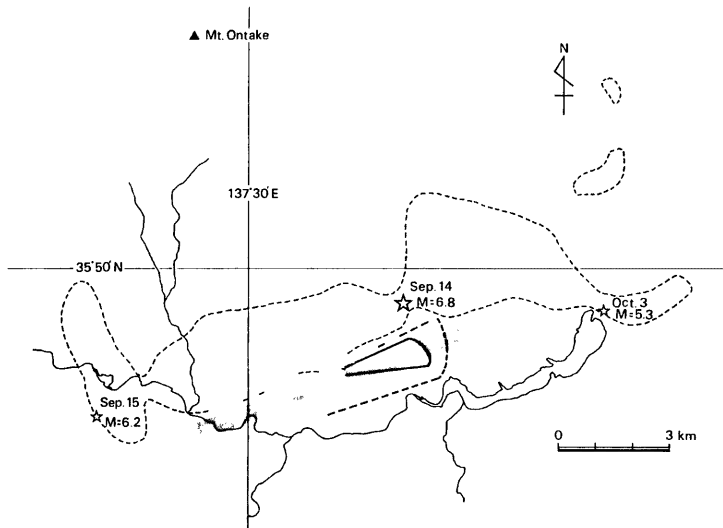 Mt. Ontake
N
137°30′ E
35°50′ N
Sep. 14
M=6.8
Oct. 3
M=5.3
Sep. 15
M=6.2
0 3 km